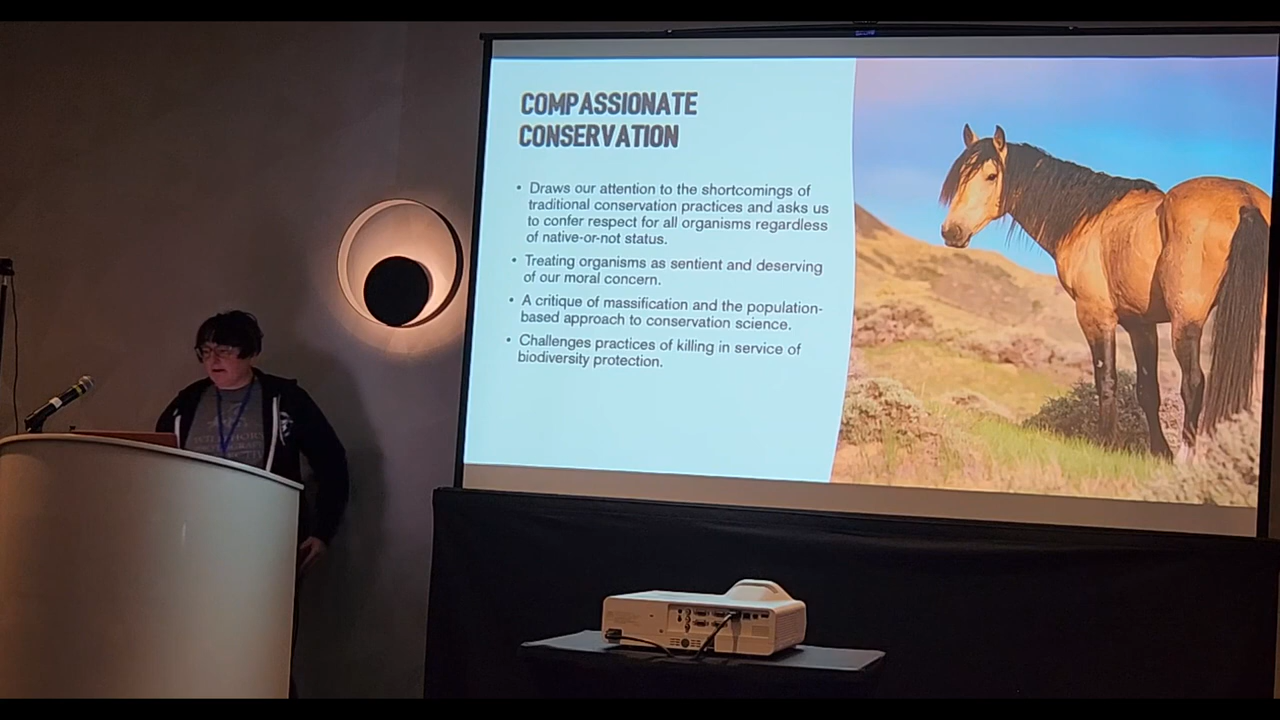 COMPASSIONATE
CONSERVATION
• Draws our attention to the shortcomings of
traditional conservation practices and asks us
to confer respect for all organisms regardless
of native-or-not status.
• Treating organisms as sentient and deserving
of our moral concern.
• A critique of massification and the population-
based approach to conservation science.
• Challenges practices of killing in service of
biodiversity protection.